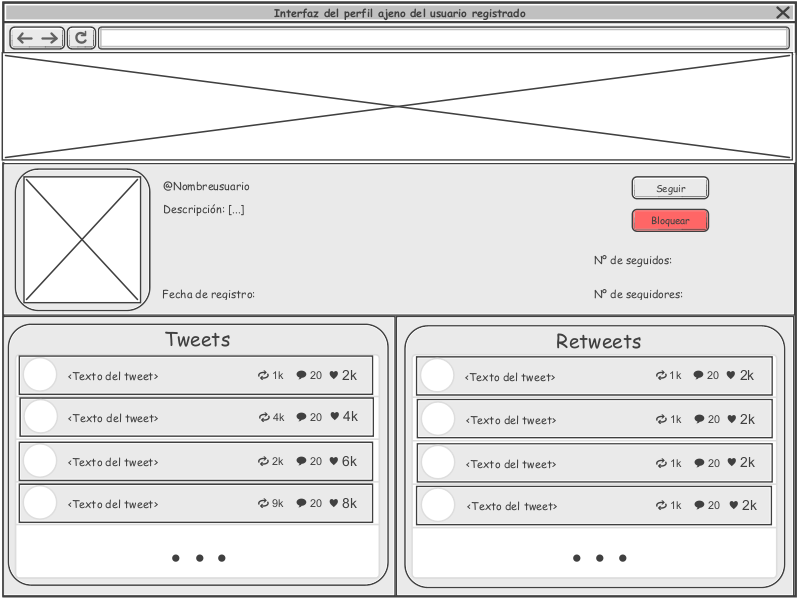 Interfaz del perfil ajeno del usuario registrado
@Nombreusuario
Seguir
Descripción: [...]
Bloquear
Nº de seguidos:
Fecha de registro:
Nº de seguidores:
Tweets
<Texto del tweet> 1k 20 2k
<Texto del tweet> 4k 20 4k
<Texto del tweet> 2k 20 6k
<Texto del tweet> 9k 20 8k
Retweets
<Texto del tweet> 1k 20 2k
<Texto del tweet> 1k 20 2k
<Texto del tweet> 1k 20 2k
<Texto del tweet> 1k 20 2k